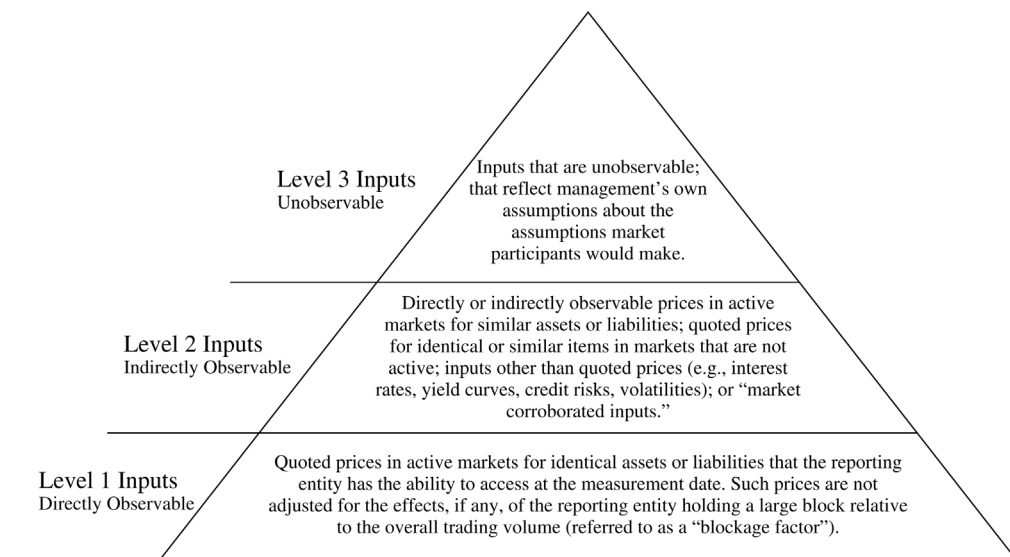 Level 3 Inputs
Unobservable
Inputs that are unobservable;
that reflect management’s own
assumptions about the
assumptions market
participants would make.
Level 2 Inputs
Indirectly Observable
Directly or indirectly observable prices in active
markets for similar assets or liabilities; quoted prices
for identical or similar items in markets that are not
active; inputs other than quoted prices (e.g., interest
rates, yield curves, credit risks, volatilities); or “market
corroborated inputs.”
Level 1 Inputs
Directly Observable
Quoted prices in active markets for identical assets or liabilities that the reporting
entity has the ability to access at the measurement date. Such prices are not
adjusted for the effects, if any, of the reporting entity holding a large block relative
to the overall trading volume (referred to as a “blockage factor”).